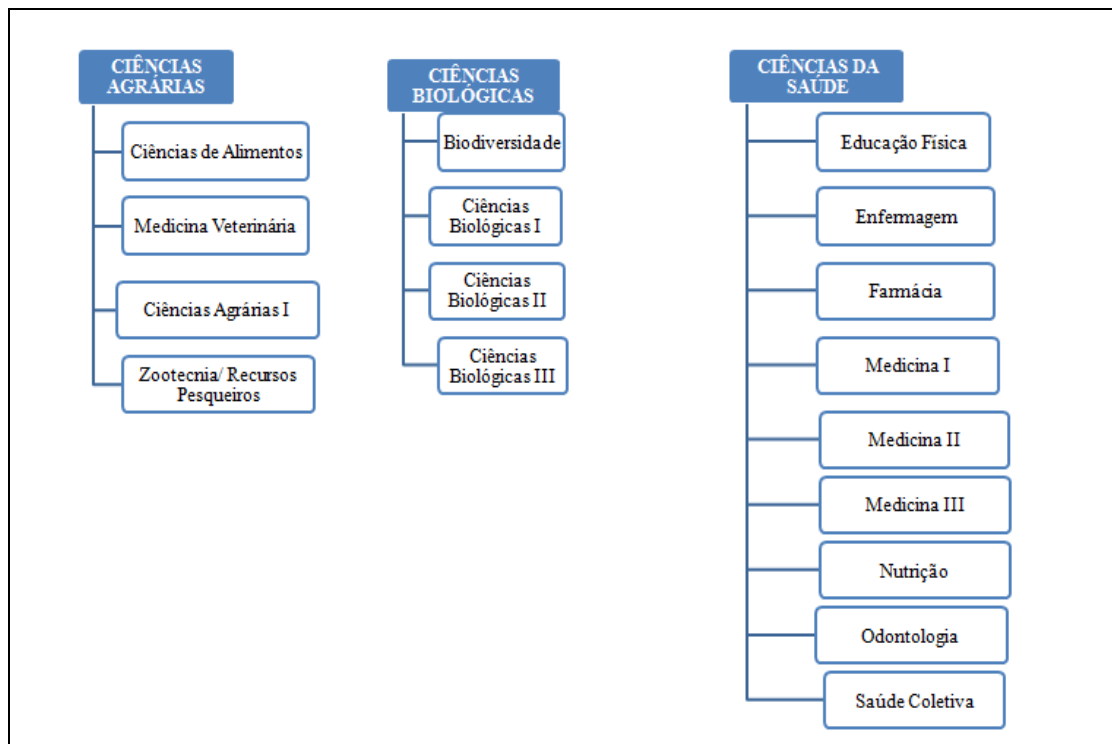 CIÊNCIAS
AGRÁRIAS
Ciências de Alimentos
Medicina Veterinária
Ciências Agrárias I
Zootecnia/ Recursos
Pesqueiros
CIÊNCIAS
BIOLÓGICAS
Biodiversidade
Ciências
Biológicas I
Ciências
Biológicas II
Ciências
Biológicas III
CIÊNCIAS DA
SAÚDE
Educação Física
Enfermagem
Farmácia
Medicina I
Medicina II
Medicina III
Nutrição
Odontologia
Saúde Coletiva